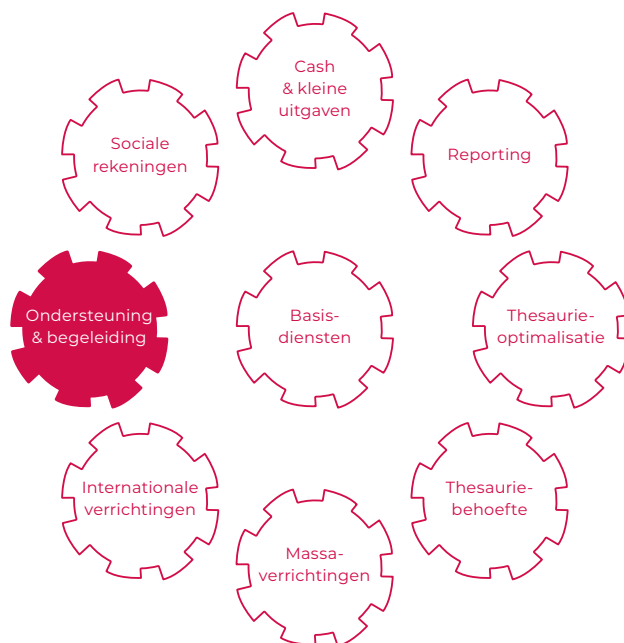 Cash
& kleine
uitgaven
Sociale
rekeningen
Reporting
Ondersteuning
& begeleiding
Basis-
diensten
Thesaurie-
optimalisatie
Internationale
verrichtingen
Thesaurie-
behoefte
Massa-
verrichtingen